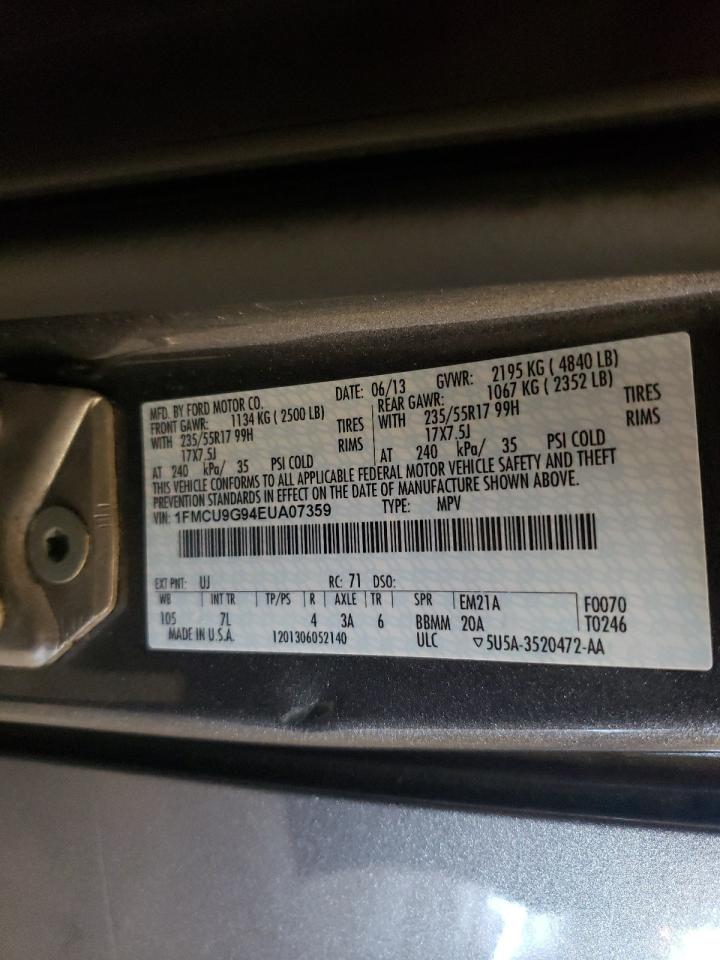 MFD. BY FORD MOTOR CO.
DATE: 06/13 GVWR: 2195 KG ( 4840 LB)
FRONT GAWR: 1134 KG ( 2500 LB)
WITH 235/55R17 99H TIRES
17X7.5J RIMS
AT 240 kPa/ 35 PSI COLD
REAR GAWR: 1067 KG ( 2352 LB)
WITH 235/55R17 99H TIRES
17X7.5J RIMS
AT 240 kPa/ 35 PSI COLD
THIS VEHICLE CONFORMS TO ALL APPLICABLE FEDERAL MOTOR VEHICLE SAFETY AND THEFT
PREVENTION STANDARDS IN EFFECT ON THE DATE OF MANUFACTURE SHOWN ABOVE.
VIN: 1FMCU9G94EUA07359 TYPE: MPV
EXT PNT: UJ RC: 71 DSO:
WB INT TR TP/PS R AXLE TR SPR EM21A F0070
105 7L 4 3A 6 BBMM 20A T0246
MADE IN U.S.A. 1201306052140 ULC ▽5U5A-3520472-AA